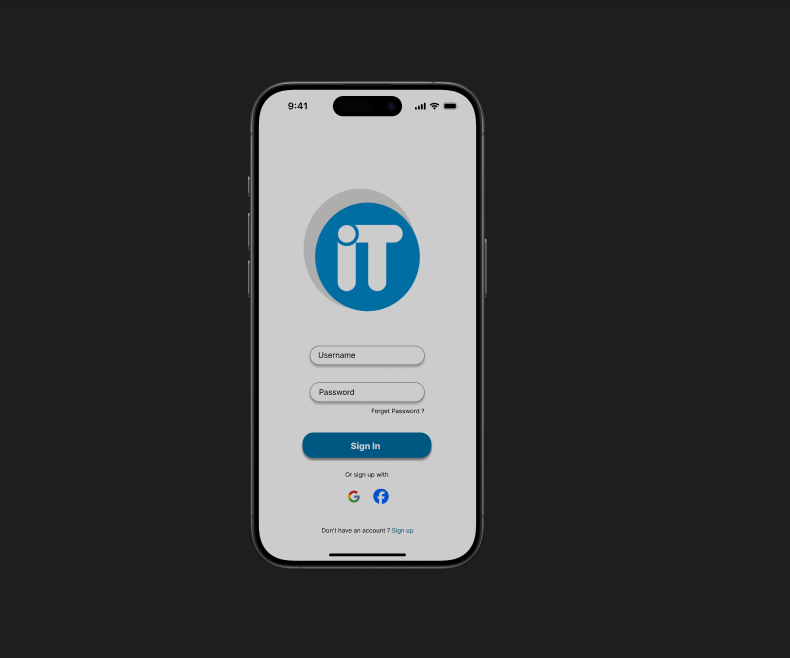 9:41
iT
Username
Password
Forget Password ?
Sign In
Or sign up with
Don't have an account ? Sign up